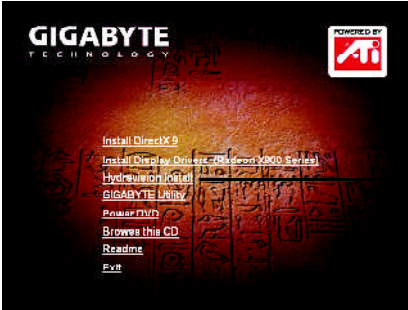 GIGABYTE
TECHNOLOGY
POWERED BY
ATi
Install DirectX 9
Install Display Drivers (Radeon X800 Series)
Hydravision Install
GIGABYTE Utility
Power DVD
Browse this CD
Readme
Exit